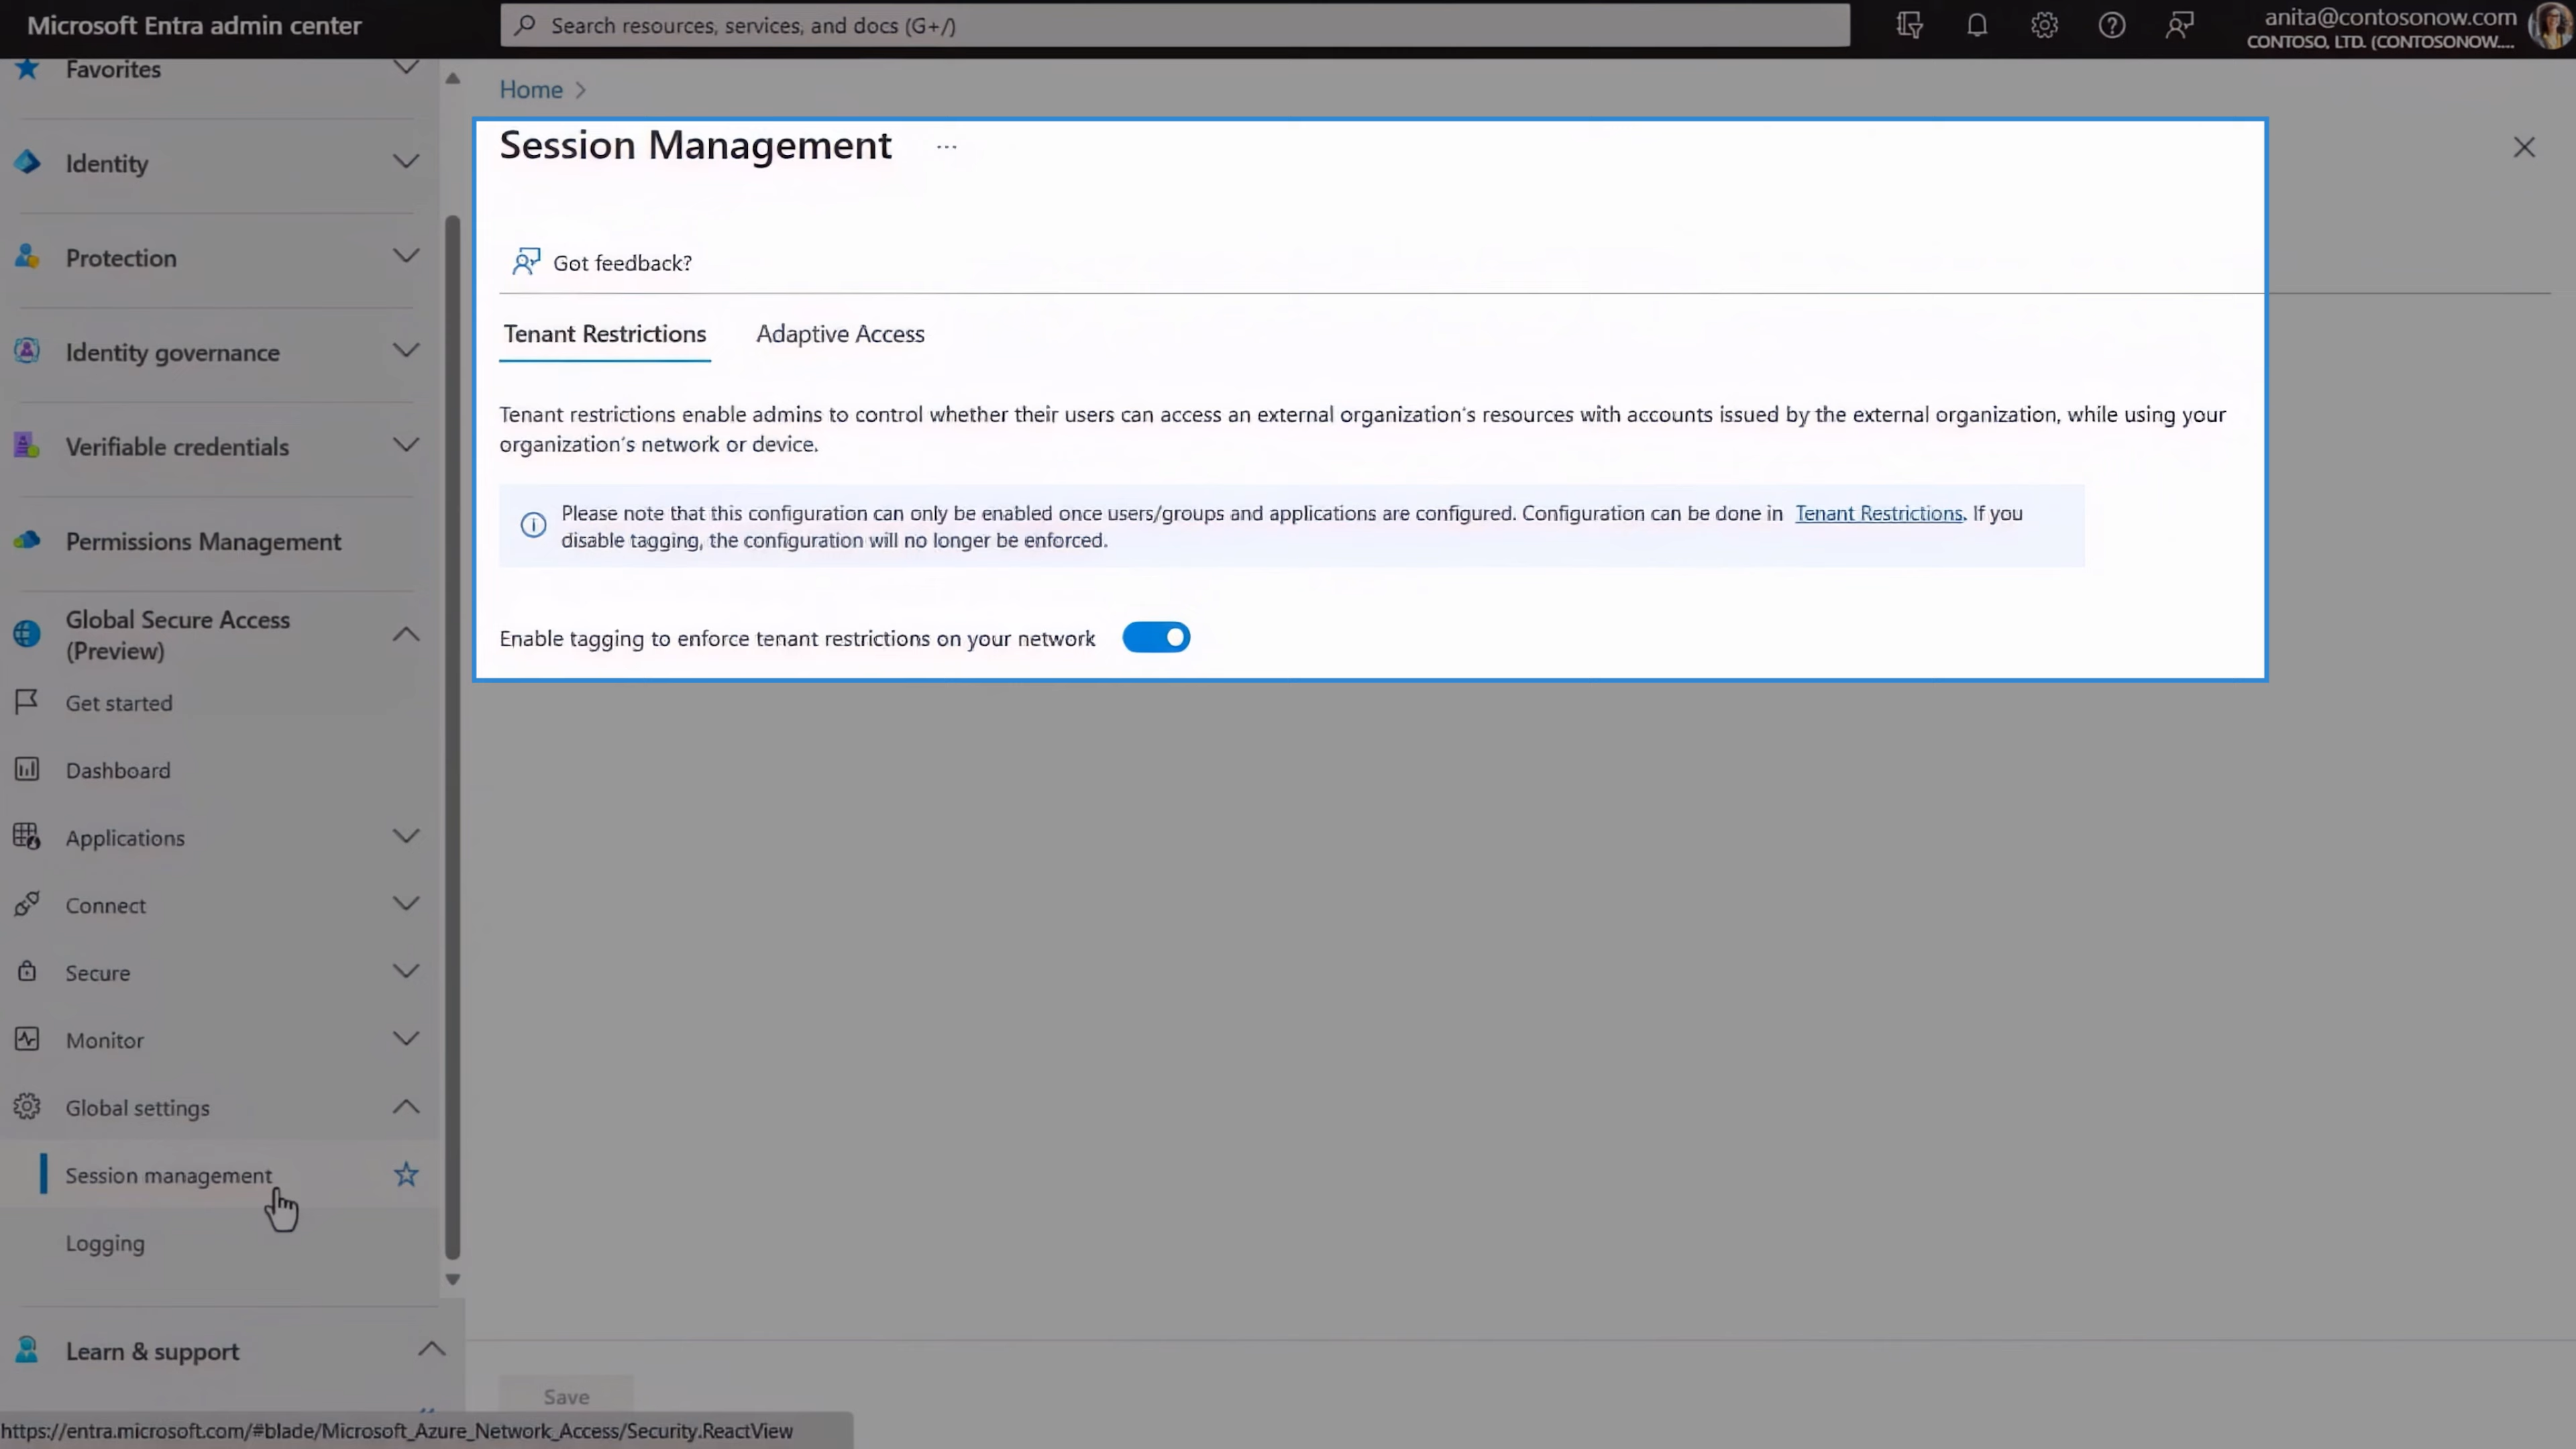 Microsoft Entra admin center
Search resources, services, and docs (G+/)
anita@contosonow.com
CONTOSO, LTD. (CONTOSONOW....
Favorites
Identity
Protection
Identity governance
Verifiable credentials
Permissions Management
Global Secure Access
(Preview)
Get started
Dashboard
Applications
Connect
Secure
Monitor
Global settings
Session management
Logging
Learn & support
Home
Session Management ...
Got feedback?
Tenant Restrictions Adaptive Access
Tenant restrictions enable admins to control whether their users can access an external organization's resources with accounts issued by the external organization, while using your
organization's network or device.
Please note that this configuration can only be enabled once users/groups and applications are configured. Configuration can be done in Tenant Restrictions. If you
disable tagging, the configuration will no longer be enforced.
Enable tagging to enforce tenant restrictions on your network
Save
https://entra.microsoft.com/#blade/Microsoft_Azure_Network_Access/Security.ReactView